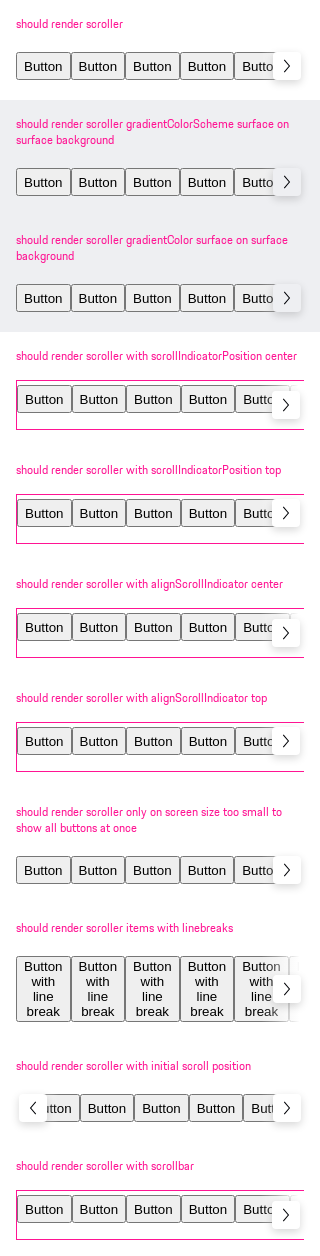 should render scroller
Button Button Button Button Butto
should render scroller gradientColorScheme surface on
surface background
Button Button Button Button Butto
should render scroller gradientColor surface on surface
background
Button Button Button Button Butto
should render scroller with scrollIndicatorPosition center
Button Button Button Button Butto
should render scroller with scrollIndicatorPosition top
Button Button Button Button Butto
should render scroller with alignScrollIndicator center
Button Button Button Button Butto
should render scroller with alignScrollIndicator top
Button Button Button Button Butto
should render scroller only on screen size too small to
show all buttons at once
Button Button Button Button Butto
should render scroller items with linebreaks
Button Button Button Button Button
with with with with with
line line line line line
break break break break break
should render scroller with initial scroll position
utton Button Button Button Butt
should render scroller with scrollbar
Button Button Button Button Butto